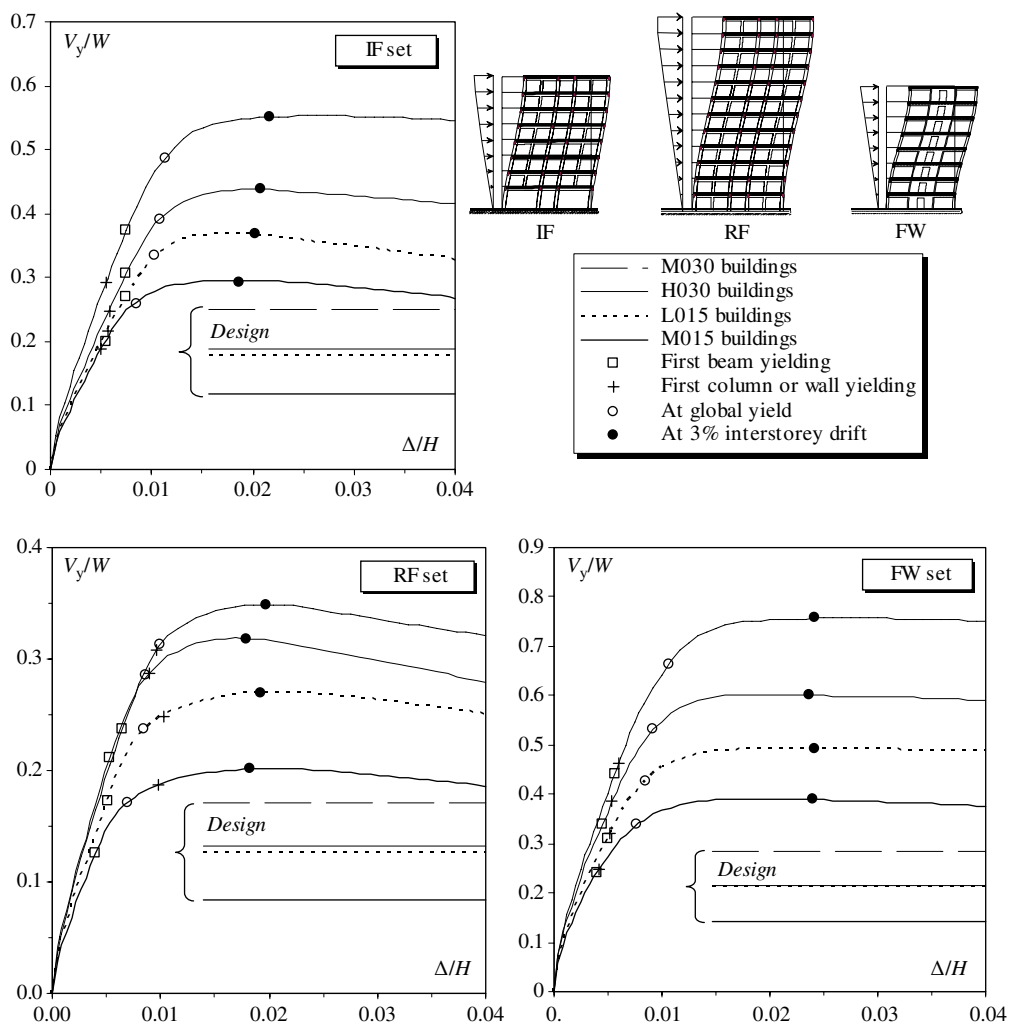 V_y/W
IF set
0.7
0.6
0.5
0.4
0.3
0.2
0.1
0
Design
Δ/H
0 0.01 0.02 0.03 0.04
IF RF FW
M030 buildings
H030 buildings
L015 buildings
M015 buildings
First beam yielding
First column or wall yielding
At global yield
At 3% interstorey drift
V_y/W
RF set
0.4
0.3
0.2
0.1
0.0
Design
Δ/H
0.00 0.01 0.02 0.03 0.04
V_y/W
FW set
0.9
0.8
0.7
0.6
0.5
0.4
0.3
0.2
0.1
0
Design
Δ/H
0. 0.01 0.02 0.03 0.04